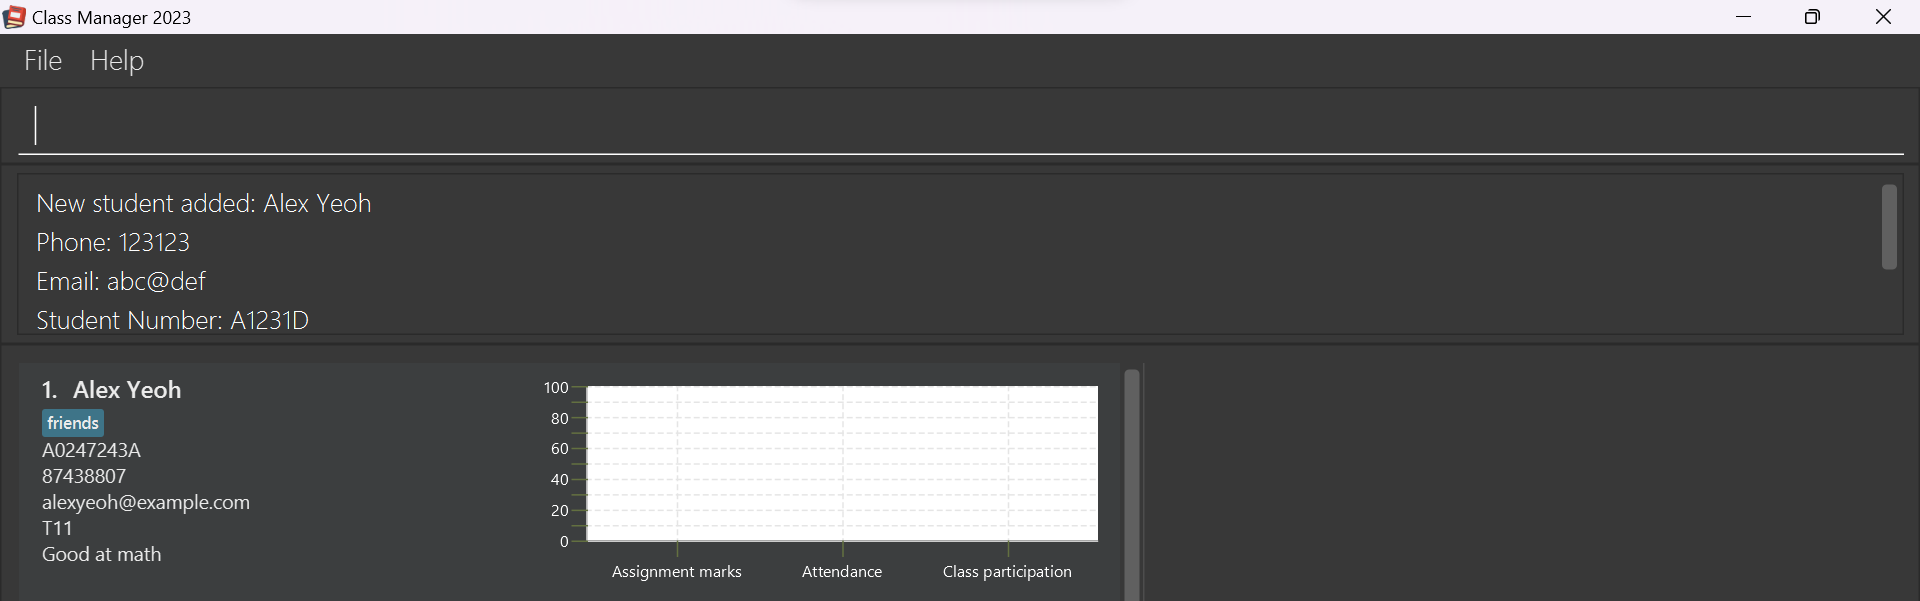 Class Manager 2023
File Help
New student added: Alex Yeoh
Phone: 123123
Email: abc@def
Student Number: A1231D
1. Alex Yeoh
friends
A0247243A
87438807
alexyeoh@example.com
T11
Good at math
100
80
60
40
20
0
Assignment marks Attendance Class participation